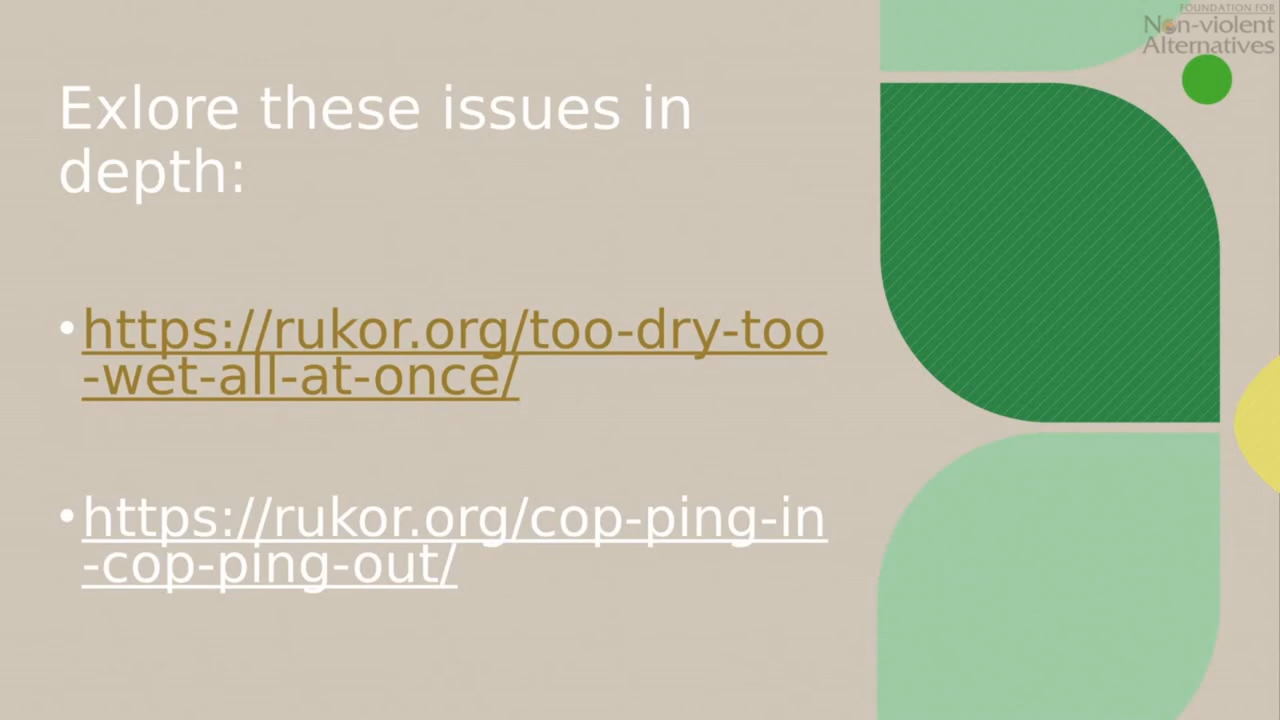 FOUNDATION FOR
Non-violent
Alternatives
Exlore these issues in
depth:
• https://rukor.org/too-dry-too
-wet-all-at-once/
• https://rukor.org/cop-ping-in
-cop-ping-out/